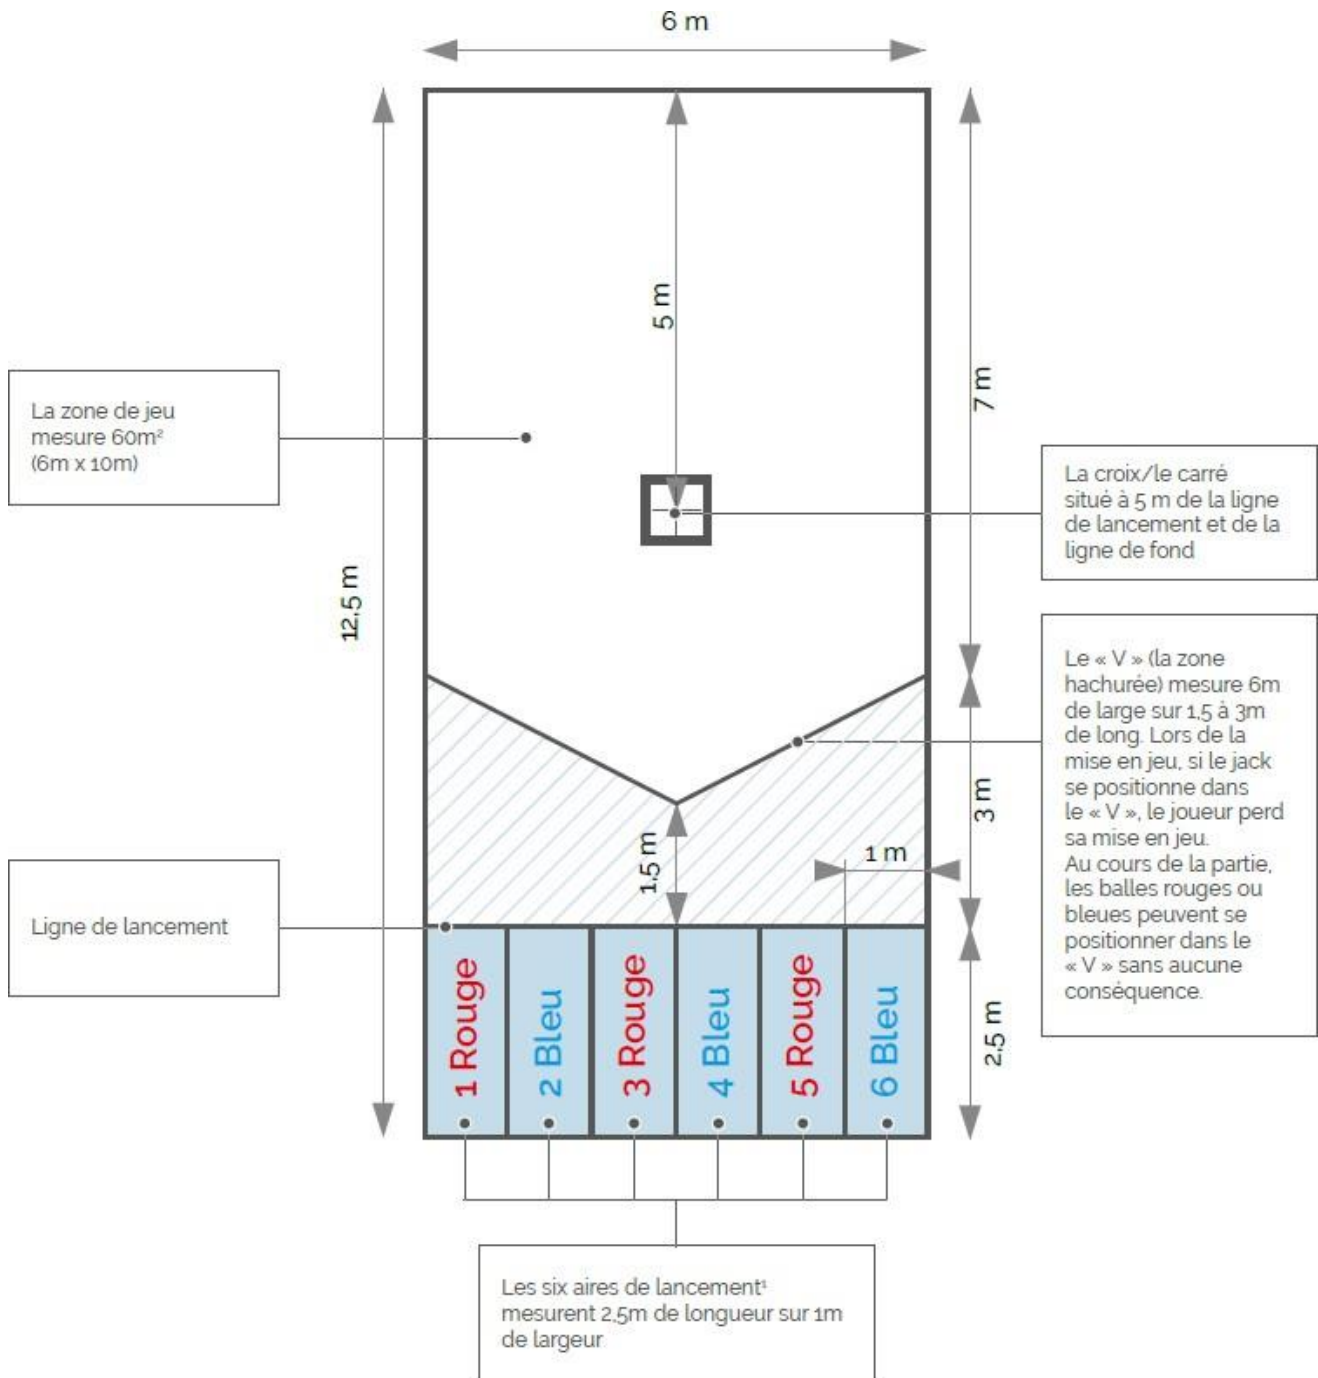 6 m
5 m
7 m
La zone de jeu
mesure 60m²
(6m x 10m)
La croix/le carré
situé à 5 m de la ligne
de lancement et de la
ligne de fond
12,5 m
Le « V » (la zone
hachurée) mesure 6m
de large sur 1,5 à 3m
de long. Lors de la
mise en jeu, si le jack
se positionne dans
le « V », le joueur perd
sa mise en jeu.
Au cours de la partie,
les balles rouges ou
bleues peuvent se
positionner dans le
« V » sans aucune
conséquence.
3 m
1,5 m
1 m
Ligne de lancement
1 Rouge
2 Bleu
3 Rouge
4 Bleu
5 Rouge
6 Bleu
2,5 m
Les six aires de lancement¹
mesurent 2,5m de longueur sur 1m
de largeur